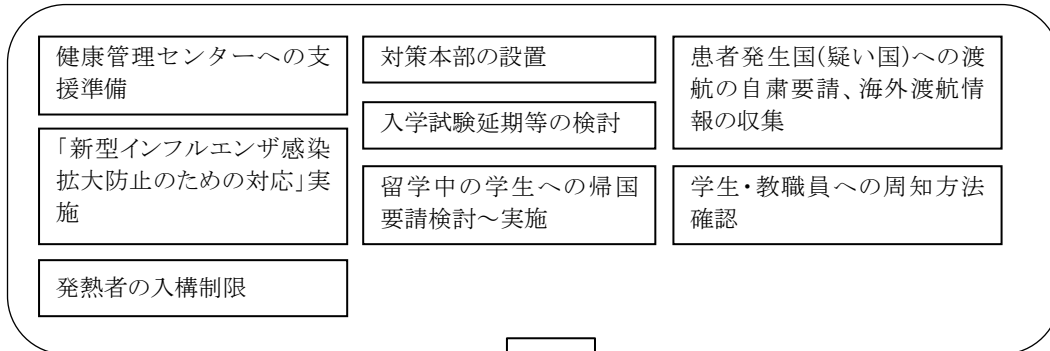 健康管理センターへの支
援準備
「新型インフルエンザ感染
拡大防止のための対応」実
施
発熱者の入構制限
対策本部の設置
入学試験延期等の検討
留学中の学生への帰国
要請検討～実施
患者発生国(疑い国)への渡
航の自粛要請、海外渡航情
報の収集
学生・教職員への周知方法
確認